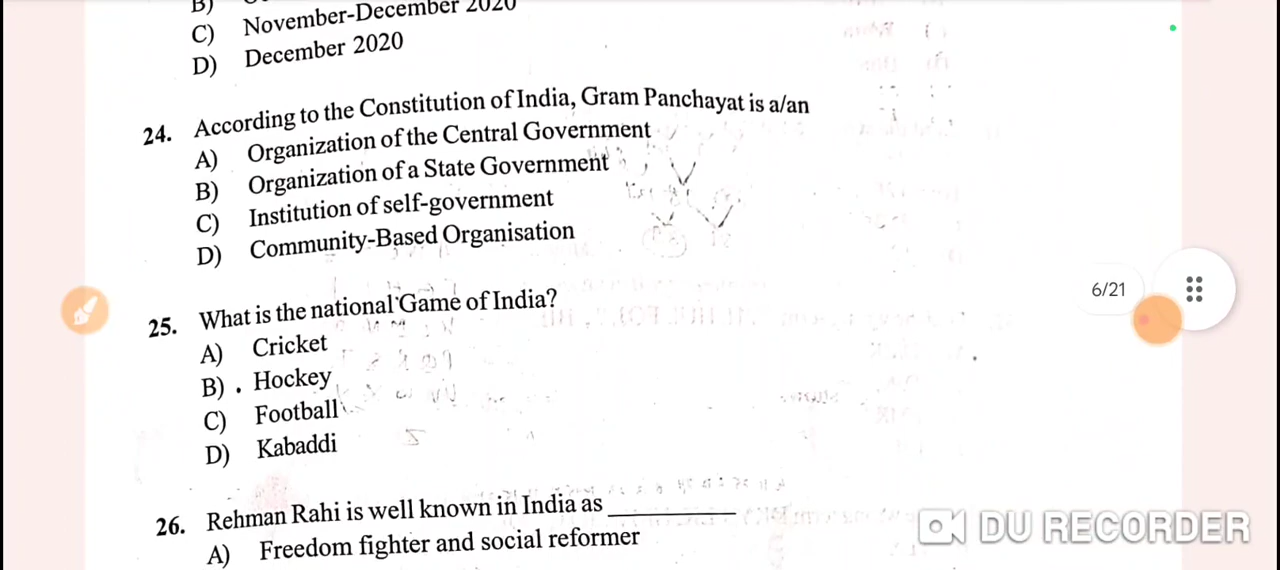 B)
C) November-December 2020
D) December 2020
24. According to the Constitution of India, Gram Panchayat is a/an
A) Organization of the Central Government
B) Organization of a State Government
C) Institution of self-government
D) Community-Based Organisation
25. What is the national Game of India?
A) Cricket
B) . Hockey
C) Football
D) Kabaddi
26. Rehman Rahi is well known in India as ________
A) Freedom fighter and social reformer
6/21
DU RECORDER